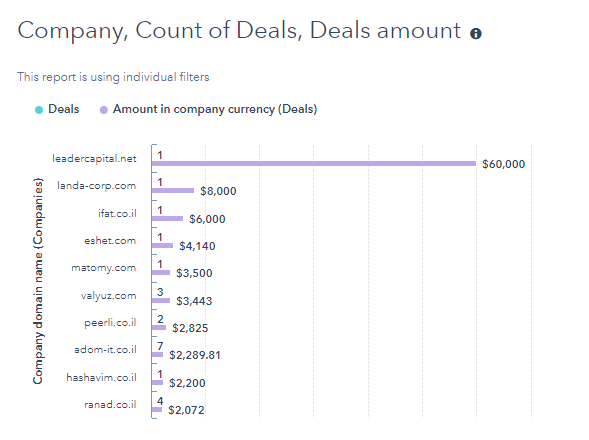 Company, Count of Deals, Deals amount
This report is using individual filters
Deals Amount in company currency (Deals)
Company domain name (Companies)
leadercapital.net 1 $60,000
landa-corp.com 1 $8,000
ifat.co.il 1 $6,000
eshet.com 1 $4,140
matomy.com 1 $3,500
valyuz.com 3 $3,443
peerli.co.il 2 $2,825
adom-it.co.il 7 $2,289.81
hashavim.co.il 1 $2,200
ranad.co.il 4 $2,072